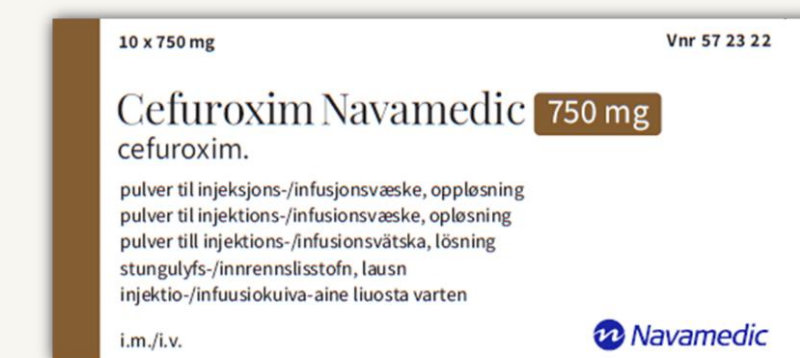 10 x 750 mg
Vnr 57 23 22
Cefuroxim Navamedic 750 mg
cefuroxim.
pulver til injeksjons-/infusjonsvæske, oppløsning
pulver til injektions-/infusionsvæske, opløsning
pulver till injektions-/infusionsvätska, lösning
stungulyfs-/innrennslisstofn, lausn
injektio-/infuusiokuiva-aine liuosta varten
i.m./i.v.
Navamedic